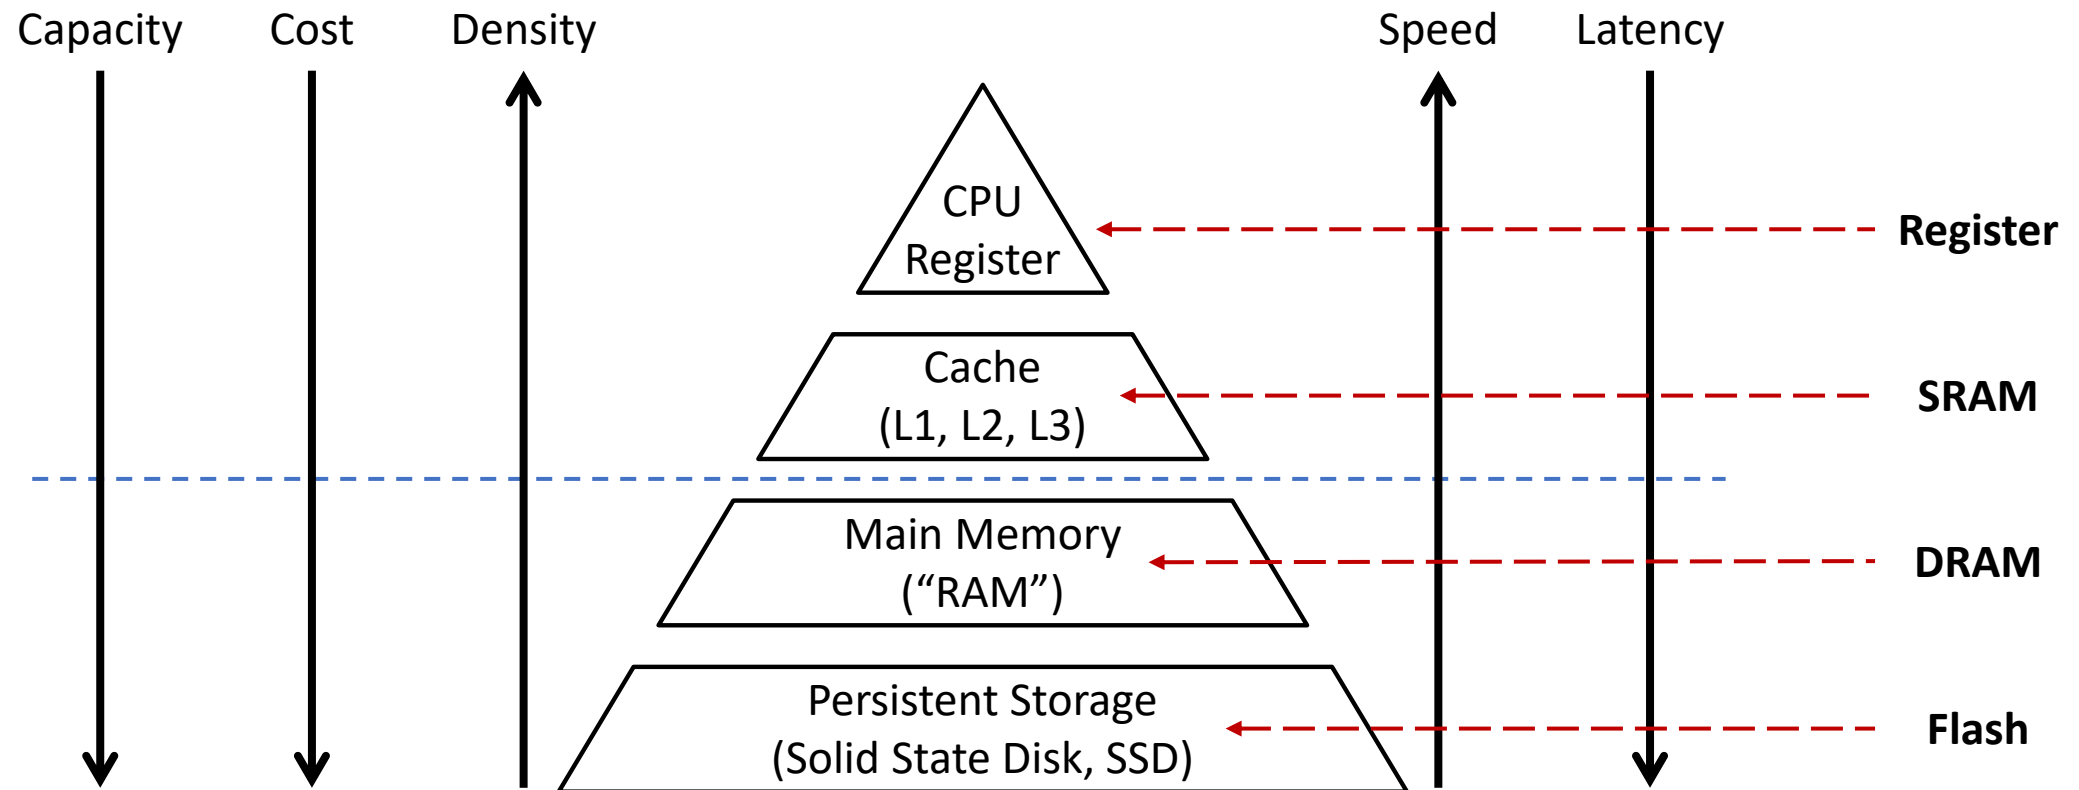 Capacity
Cost
Density
Speed
Latency
CPU
Register
Register
Cache
(L1, L2, L3)
SRAM
Main Memory
(“RAM”)
DRAM
Persistent Storage
(Solid State Disk, SSD)
Flash